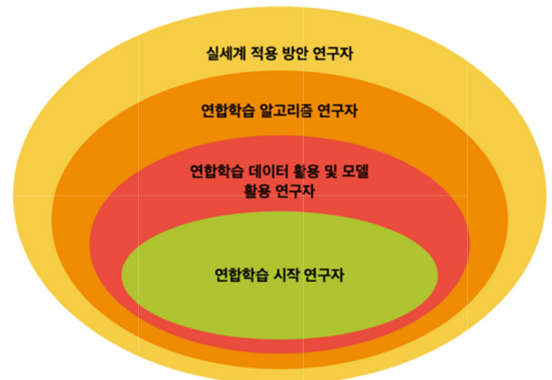 실세계 적용 방안 연구자
연합학습 알고리즘 연구자
연합학습 데이터 활용 및 모델
활용 연구자
연합학습 시작 연구자